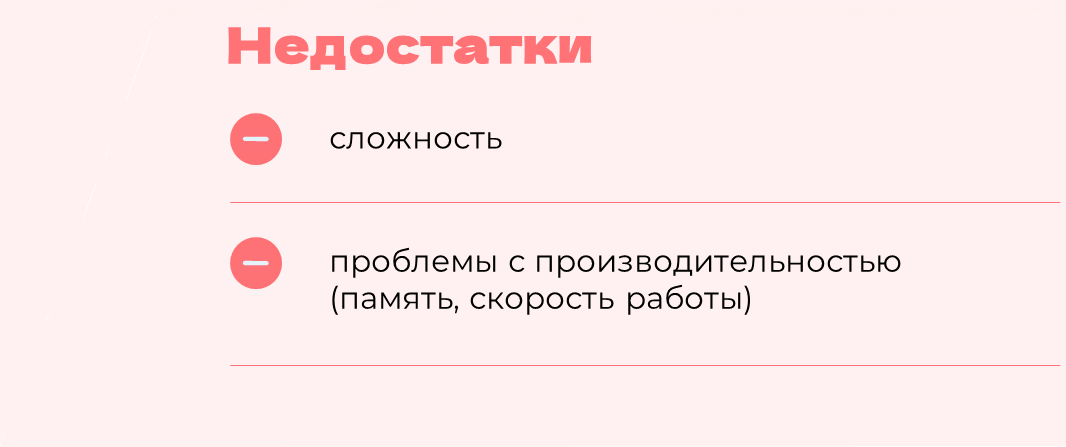 Недостатки
сложность
проблемы с производительностью
(память, скорость работы)